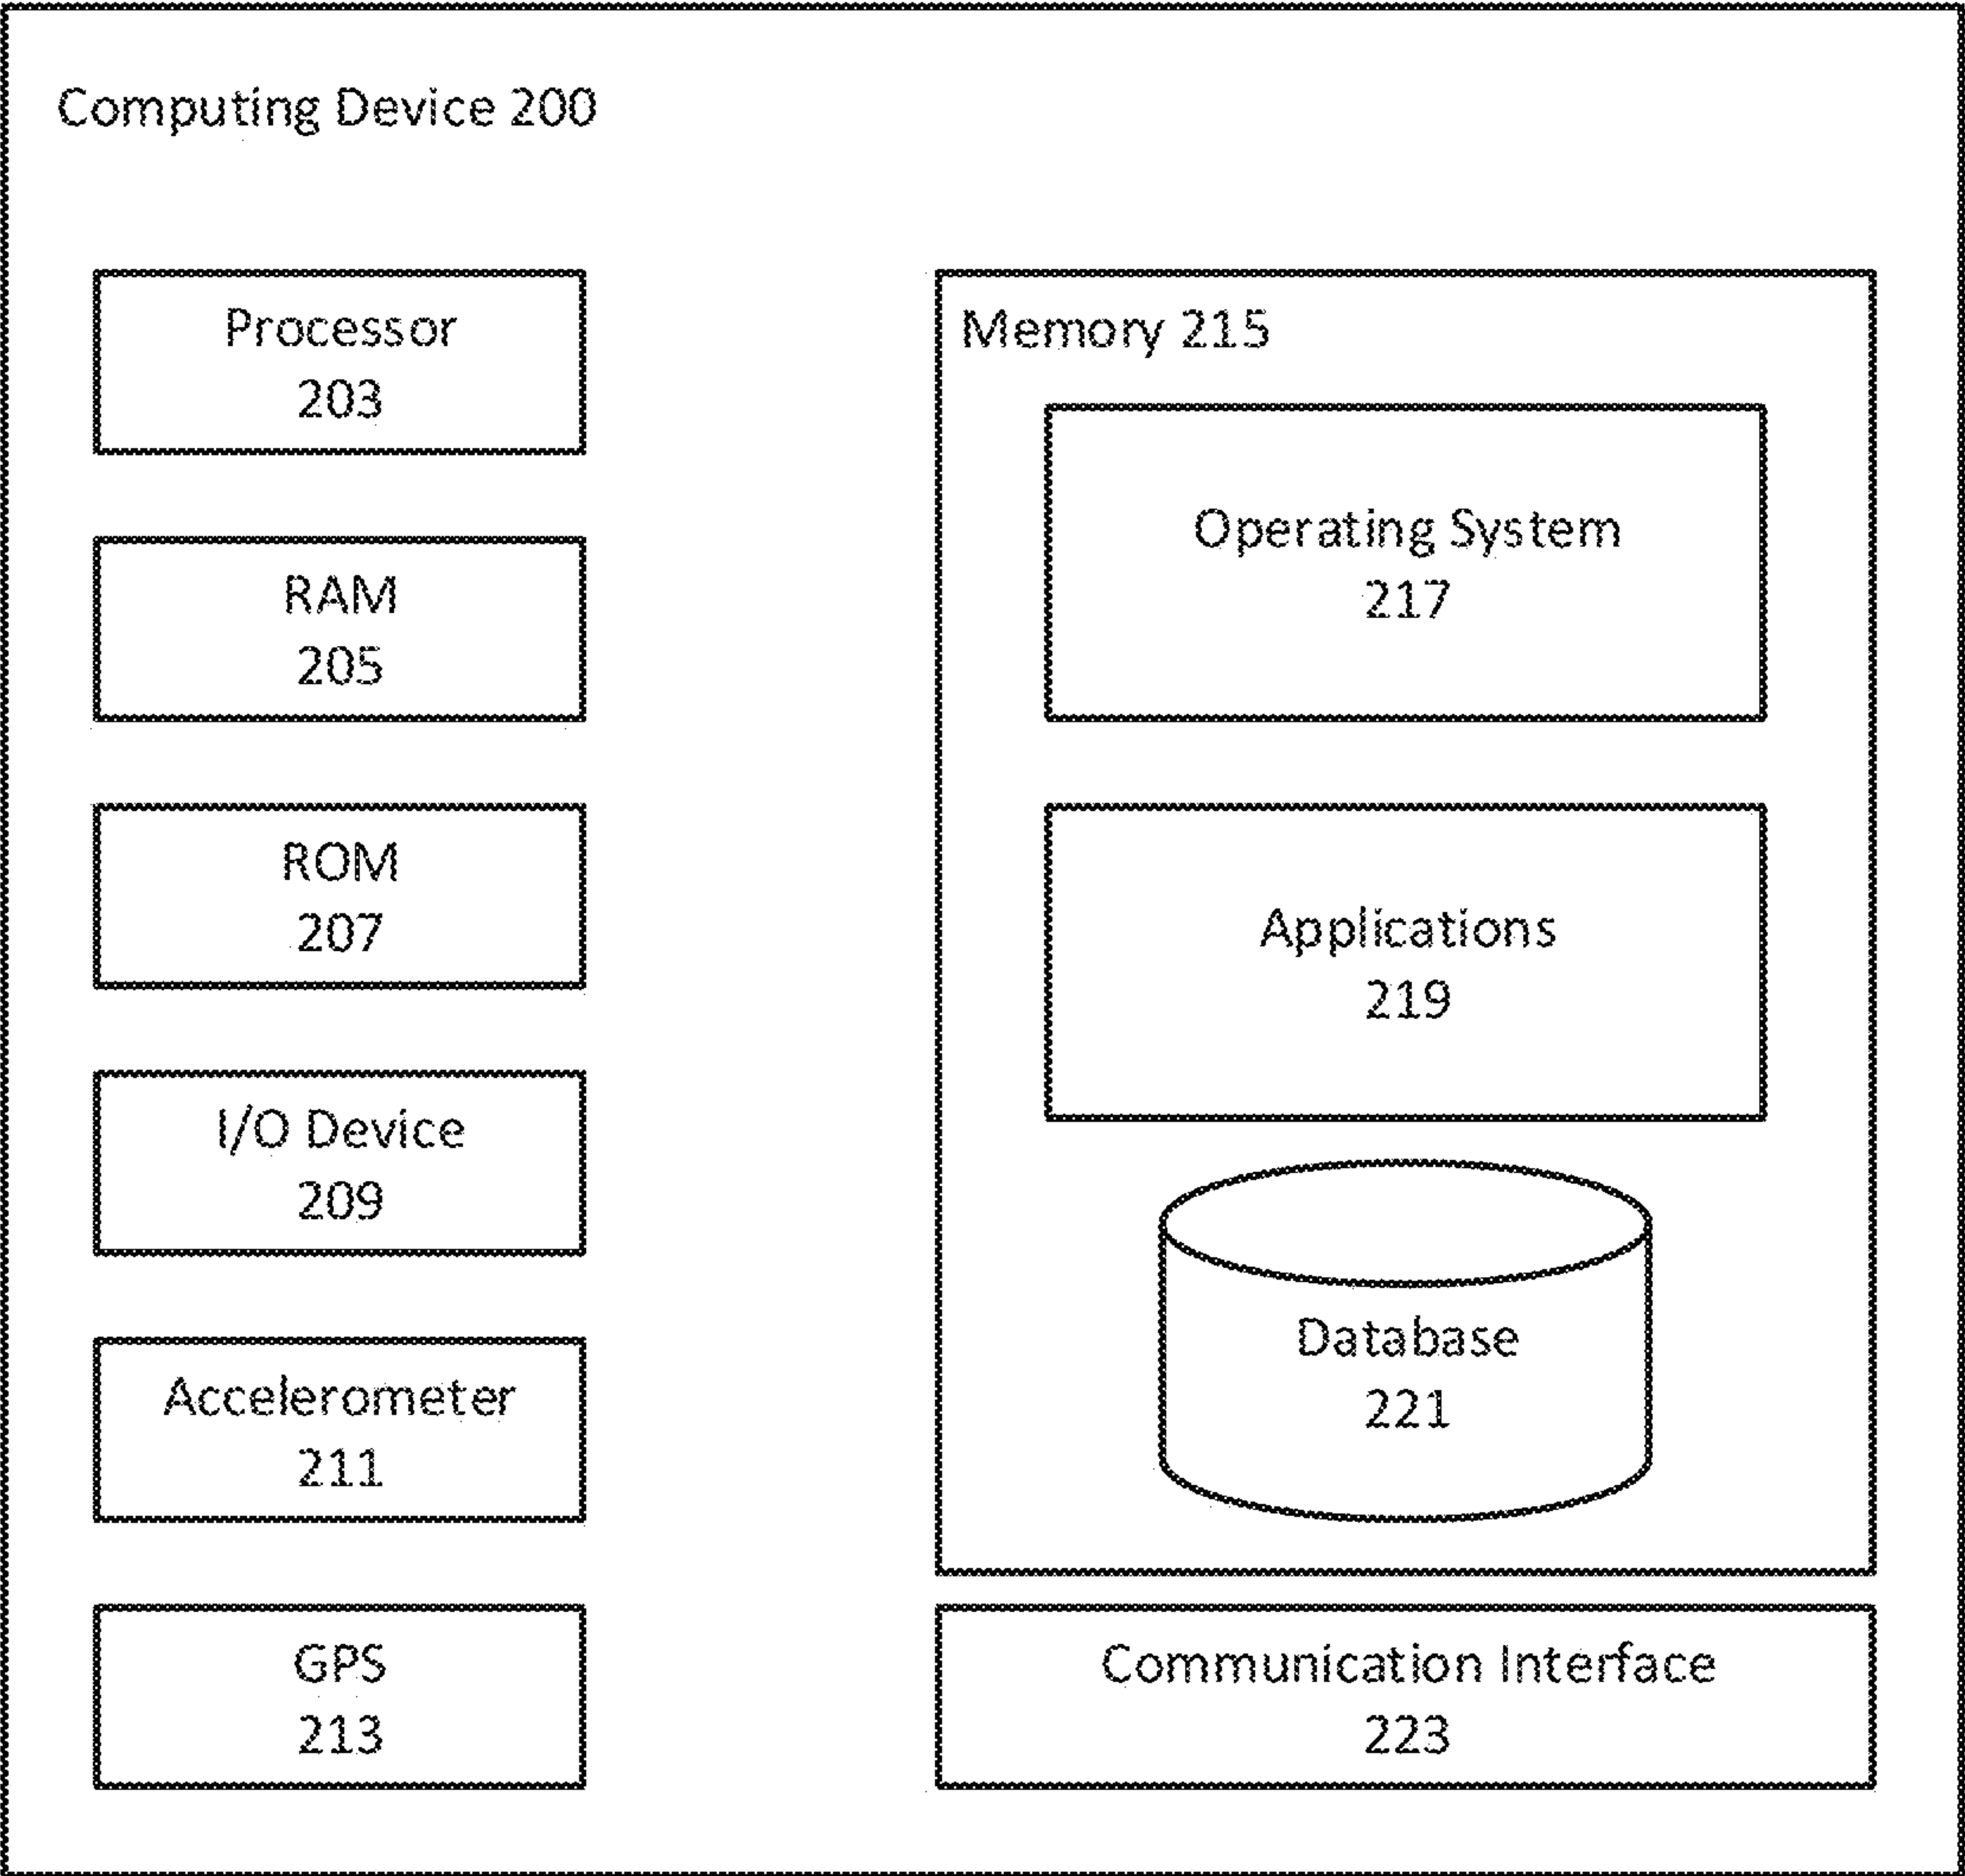 Computing Device 200
Processor
203
RAM
205
ROM
207
I/O Device
209
Accelerometer
211
GPS
213
Memory 215
Operating System
217
Applications
219
Database
221
Communication Interface
223